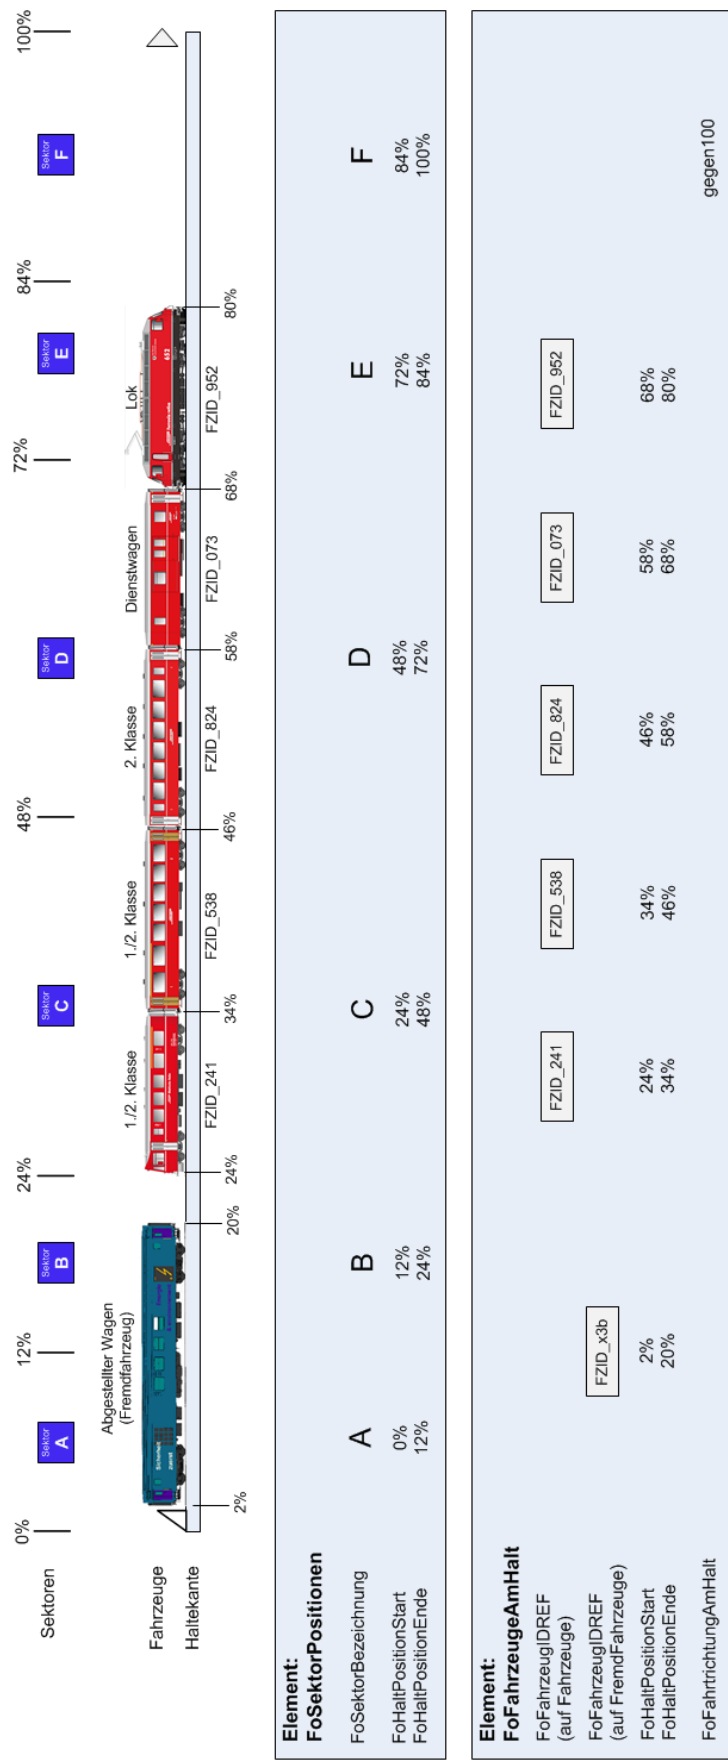 Sektoren
0%
Sektor
A
12%
Sektor
B
24%
Sektor
C
48%
Sektor
D
72%
Sektor
E
84%
Sektor
F
100%
Abgestellter Wagen
(Fremdfahrzeug)
1./2. Klasse
1./2. Klasse
2. Klasse
Dienstwagen
Lok
Fahrzeuge
652
Haltekante
FZID_241
FZID_538
FZID_824
FZID_073
FZID_952
2%
20%
24%
34%
46%
58%
68%
80%
Element:
FoSektorPositionen
FoSektorBezeichnung
A
B
C
D
E
F
FoHaltPositionStart
0%
12%
24%
48%
72%
84%
FoHaltPositionEnde
12%
24%
48%
72%
84%
100%
Element:
FoFahrzeugeAmHalt
FoFahrzeugIDREF
(auf Fahrzeuge)
FZID_241
FZID_538
FZID_824
FZID_073
FZID_952
FoFahrzeugIDREF
(auf FremdFahrzeuge)
FZID_x3b
FoHaltPositionStart
2%
24%
34%
46%
58%
68%
FoHaltPositionEnde
20%
34%
46%
58%
68%
80%
FoFahrtrichtungAmHalt
gegen100